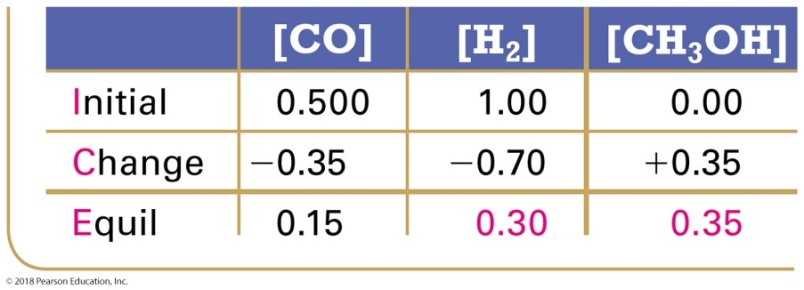 [CO] [H₂] [CH₃OH]
Initial 0.500 1.00 0.00
Change −0.35 −0.70 +0.35
Equil 0.15 0.30 0.35
© 2018 Pearson Education, Inc.